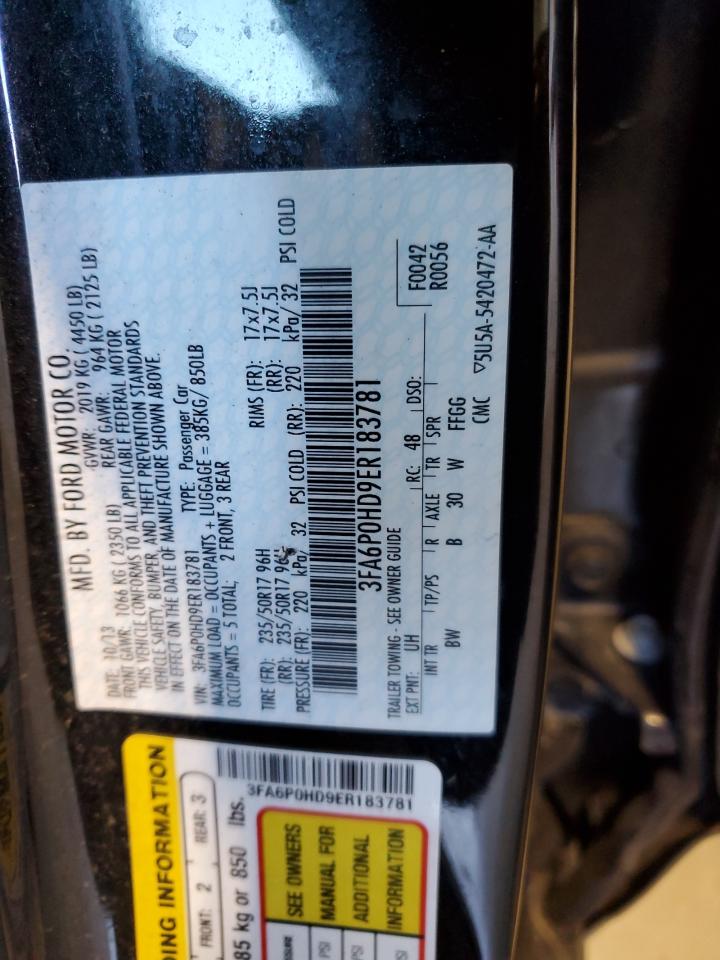 MFD. BY FORD MOTOR CO.
DATE: 10/13 GVWR: 2019 KG ( 4450 LB)
FRONT GAWR: 1066 KG ( 2350 LB) REAR GAWR: 964 KG ( 2125 LB)
THIS VEHICLE CONFORMS TO ALL APPLICABLE FEDERAL MOTOR
VEHICLE SAFETY, BUMPER, AND THEFT PREVENTION STANDARDS
IN EFFECT ON THE DATE OF MANUFACTURE SHOWN ABOVE.
VIN: 3FA6P0HD9ER183781 TYPE: Passenger Car
MAXIMUM LOAD = OCCUPANTS + LUGGAGE = 385KG/ 850LB
OCCUPANTS = 5 TOTAL; 2 FRONT, 3 REAR
TIRE (FR): 235/50R17 96H RIMS (FR): 17x7.5J
(RR): 235/50R17 96H (RR): 17x7.5J
PRESSURE (FR): 220 kPa/ 32 PSI COLD (RR): 220 kPa/ 32 PSI COLD
3FA6P0HD9ER183781
TRAILER TOWING - SEE OWNER GUIDE F0042
EXT PNT: UH RC: 48 DSO: R0056
INT TR TP/PS R AXLE TR SPR
BW B 30 W FFGG
CMC ▽5U5A-5420472-AA
DING INFORMATION
FRONT: 2 REAR: 3
85 kg or 850 lbs.
3FA6P0HD9ER183781
SEE OWNERS
MANUAL FOR
ADDITIONAL
INFORMATION
PSI
PSI
PSI